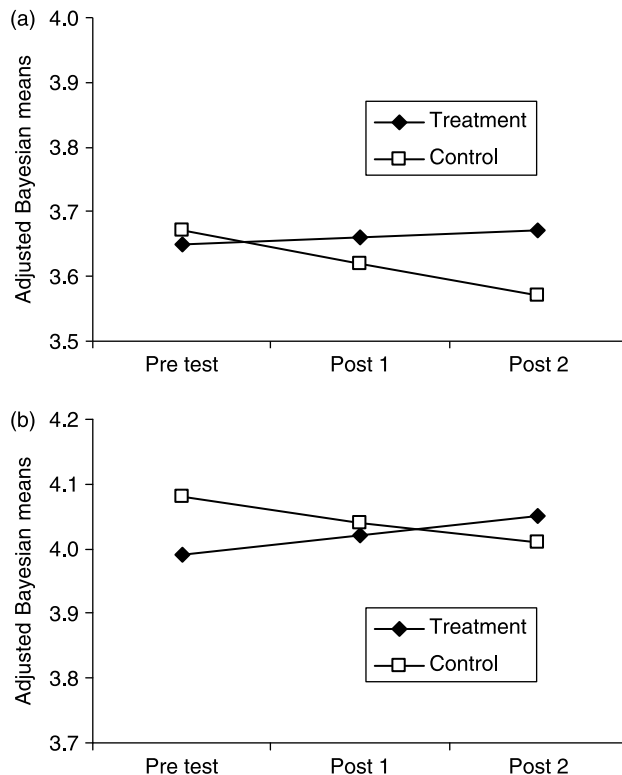 (a)
Adjusted Bayesian means
4.0
3.9
3.8
3.7
3.6
3.5
Treatment
Control
Pre test
Post 1
Post 2
(b)
Adjusted Bayesian means
4.2
4.1
4.0
3.9
3.8
3.7
Treatment
Control
Pre test
Post 1
Post 2